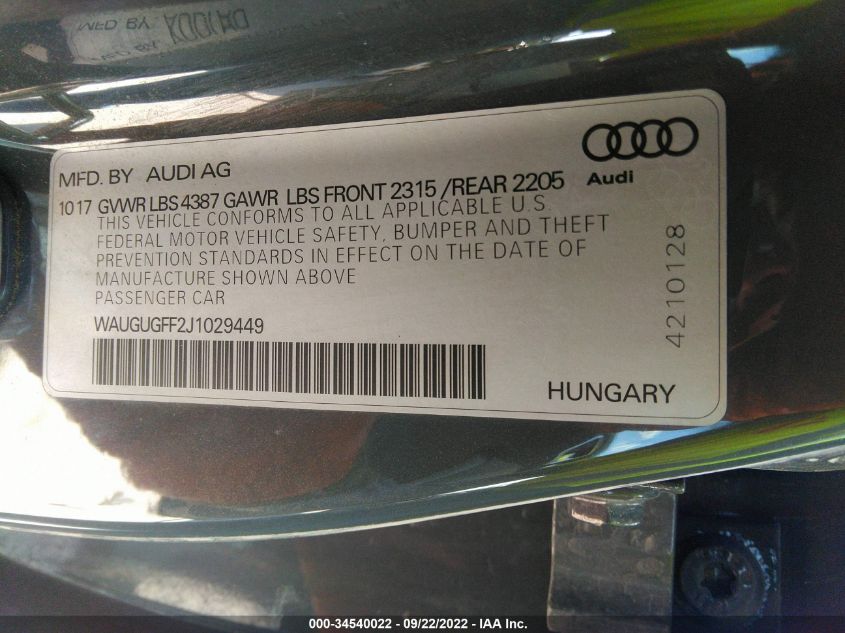 MFD. BY AUDI AG
Audi
1017 GVWR LBS 4387 GAWR LBS FRONT 2315 /REAR 2205
THIS VEHICLE CONFORMS TO ALL APPLICABLE U.S.
FEDERAL MOTOR VEHICLE SAFETY, BUMPER AND THEFT
PREVENTION STANDARDS IN EFFECT ON THE DATE OF
MANUFACTURE SHOWN ABOVE
PASSENGER CAR
WAUGUGFF2J1029449
HUNGARY
4210128
000-34540022 - 09/22/2022 - IAA Inc.